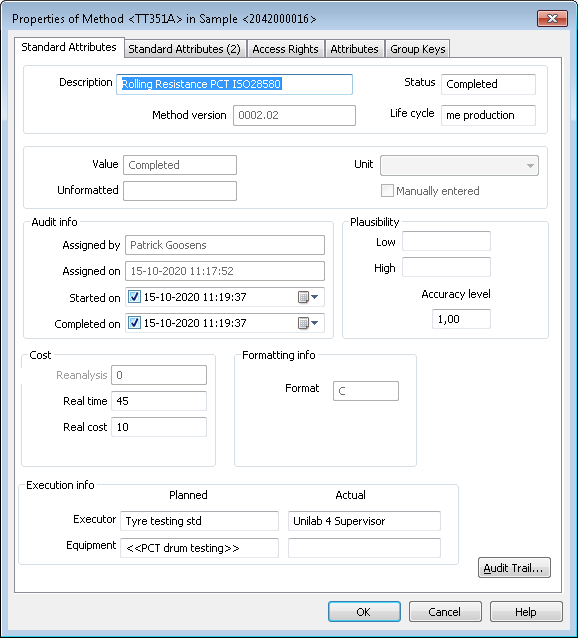 Properties of Method <TT351A> in Sample <2042000016>
Standard Attributes Standard Attributes (2) Access Rights Attributes Group Keys
Description Rolling Resistance PCT ISO28580 Status Completed
Method version 0002.02 Life cycle me production
Value Completed Unit
Unformatted Manually entered
Audit info Plausibility
Assigned by Patrick Goosens Low
Assigned on 15-10-2020 11:17:52 High
Started on 15-10-2020 11:19:37 Accuracy level
Completed on 15-10-2020 11:19:37 1,00
Cost Formatting info
Reanalysis 0
Real time 45 Format C
Real cost 10
Execution info
Planned Actual
Executor Tyre testing std Unilab 4 Supervisor
Equipment <<PCT drum testing>>
Audit Trail...
OK Cancel Help